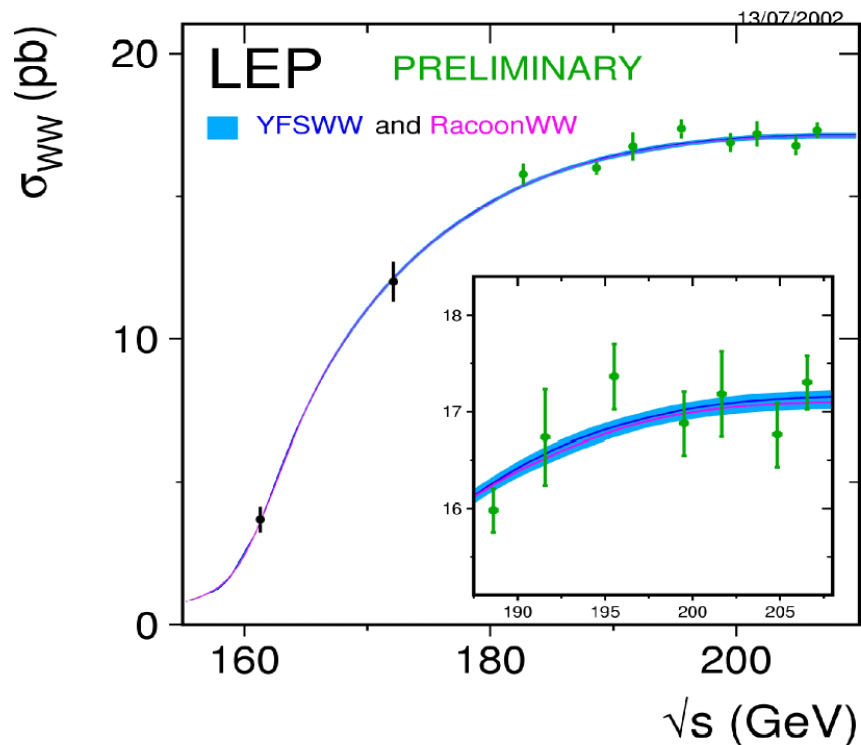 13/07/2002
20
LEP PRELIMINARY
YFSWW and RacoonWW
σWW (pb)
18
17
10
16
190 195 200 205
0
160 180 200
√s (GeV)